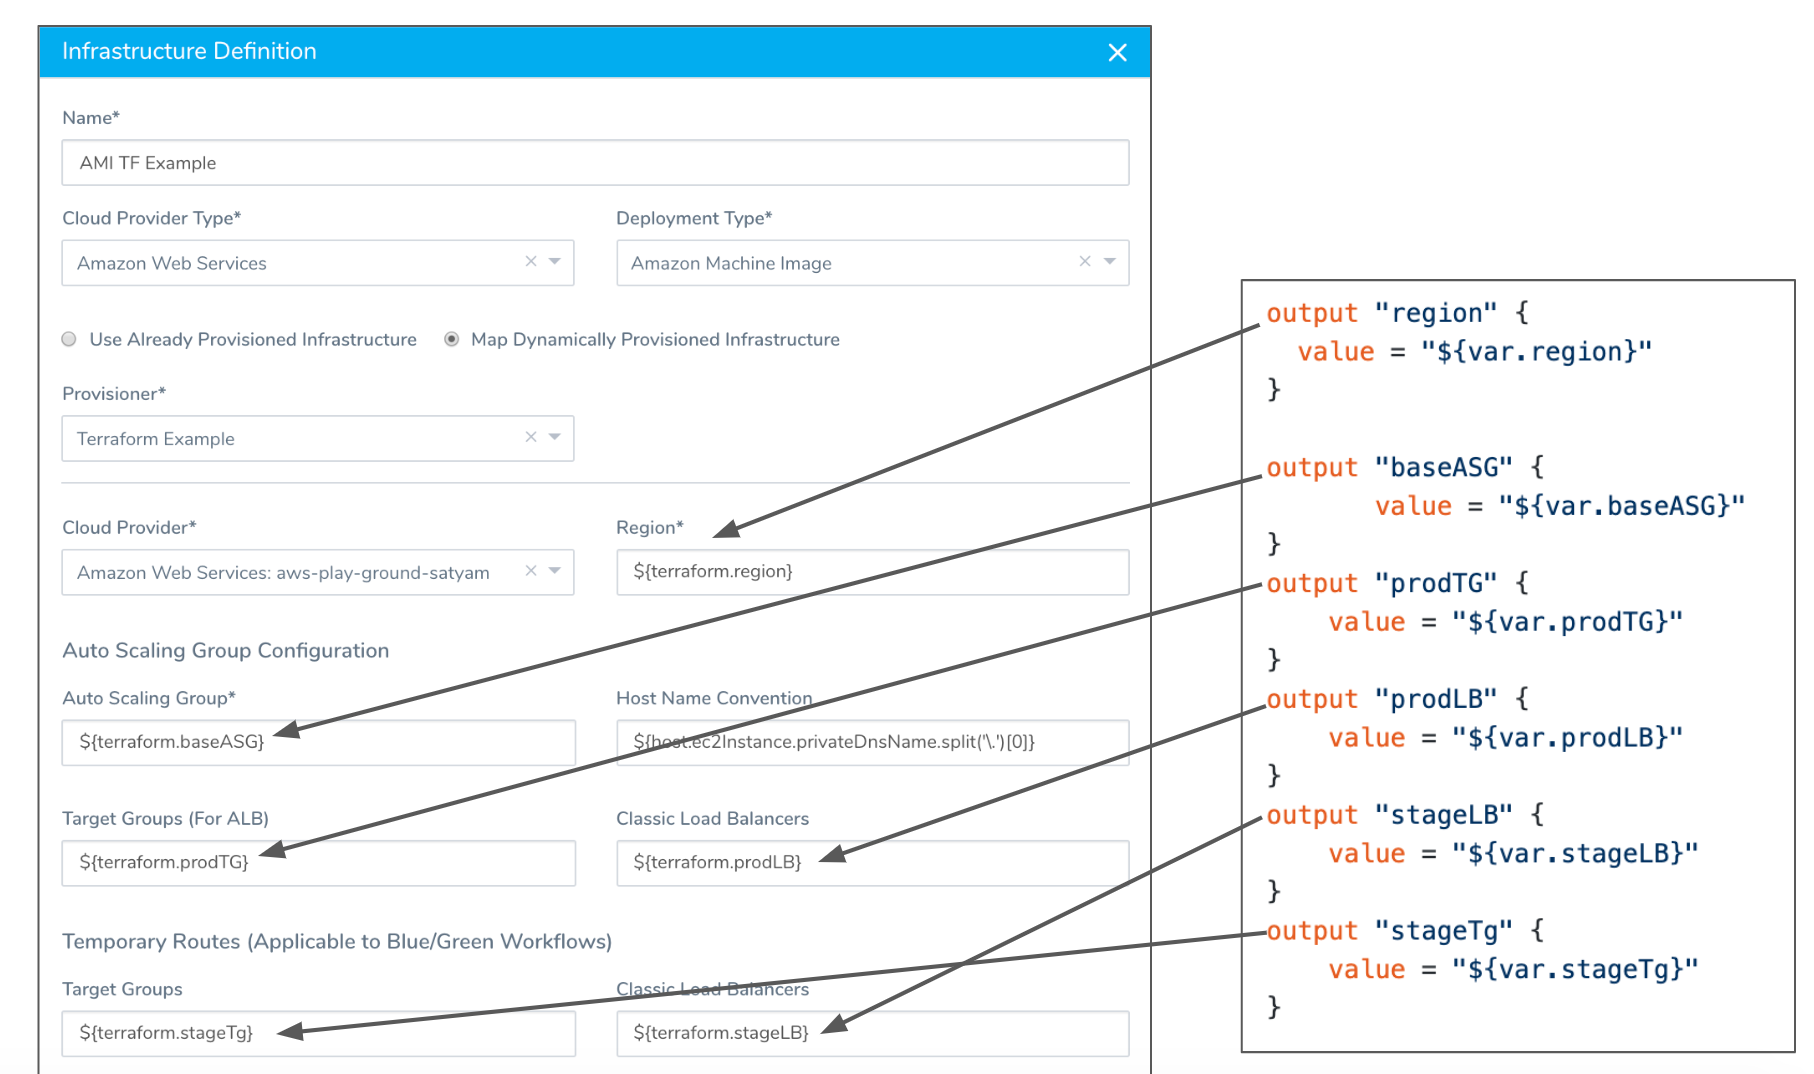 Infrastructure Definition
Name*
AMI TF Example
Cloud Provider Type*
Deployment Type*
Amazon Web Services
Amazon Machine Image
Use Already Provisioned Infrastructure
Map Dynamically Provisioned Infrastructure
Provisioner*
Terraform Example
Cloud Provider*
Region*
Amazon Web Services: aws-play-ground-satyam
${terraform.region}
Auto Scaling Group Configuration
Auto Scaling Group*
Host Name Convention
${terraform.baseASG}
${host.ec2Instance.privateDnsName.split('\.')[0]}
Target Groups (For ALB)
Classic Load Balancers
${terraform.prodTG}
${terraform.prodLB}
Temporary Routes (Applicable to Blue/Green Workflows)
Target Groups
Classic Load Balancers
${terraform.stageTg}
${terraform.stageLB}
output "region" {
value = "${var.region}"
}
output "baseASG" {
value = "${var.baseASG}"
}
output "prodTG" {
value = "${var.prodTG}"
}
output "prodLB" {
value = "${var.prodLB}"
}
output "stageLB" {
value = "${var.stageLB}"
}
output "stageTg" {
value = "${var.stageTg}"
}